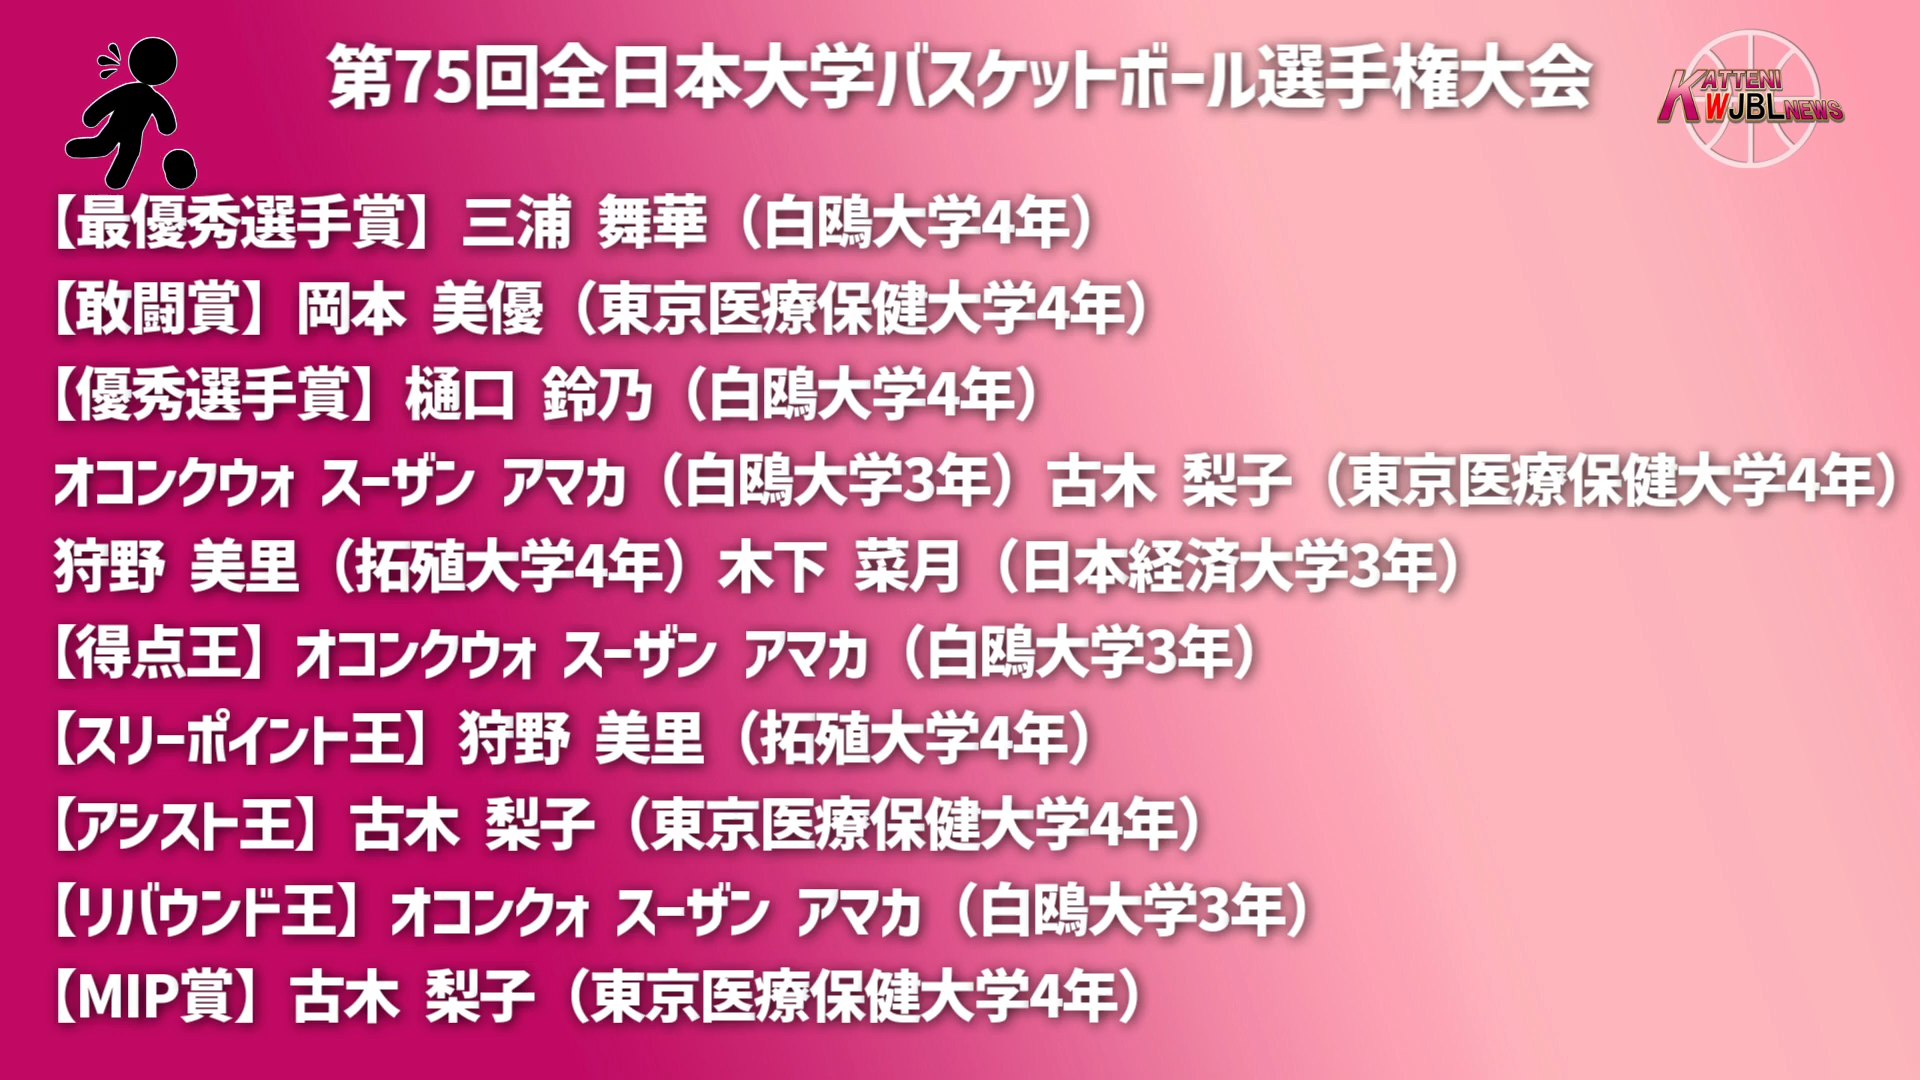 第75回全日本大学バスケットボール選手権大会
KATTENI
WJBLNEWS
【最優秀選手賞】三浦 舞華（白鴎大学4年）
【敢闘賞】岡本 美優（東京医療保健大学4年）
【優秀選手賞】樋口 鈴乃（白鴎大学4年）
オコンクウォ スーザン アマカ（白鴎大学3年）古木 梨子（東京医療保健大学4年）
狩野 美里（拓殖大学4年）木下 菜月（日本経済大学3年）
【得点王】オコンクウォ スーザン アマカ（白鴎大学3年）
【スリーポイント王】狩野 美里（拓殖大学4年）
【アシスト王】古木 梨子（東京医療保健大学4年）
【リバウンド王】オコンクォ スーザン アマカ（白鴎大学3年）
【MIP賞】古木 梨子（東京医療保健大学4年）